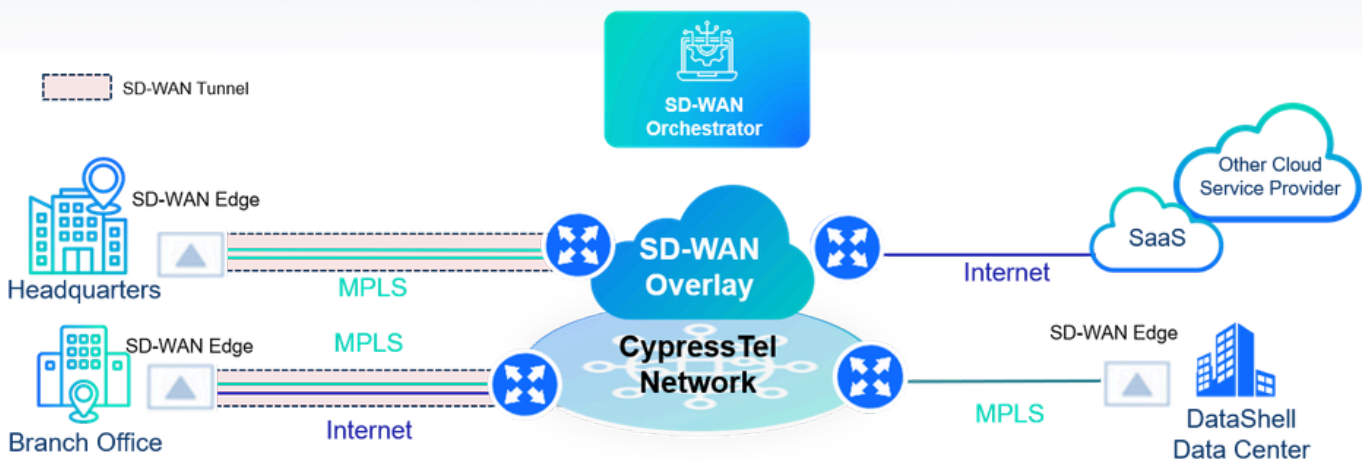 SD-WAN
Orchestrator
SD-WAN Tunnel
Other Cloud
Service Provider
SD-WAN Edge
SaaS
SD-WAN
Overlay
Internet
Headquarters
MPLS
MPLS
SD-WAN Edge
CypressTel
Network
SD-WAN Edge
Internet
MPLS
Branch Office
DataShell
Data Center